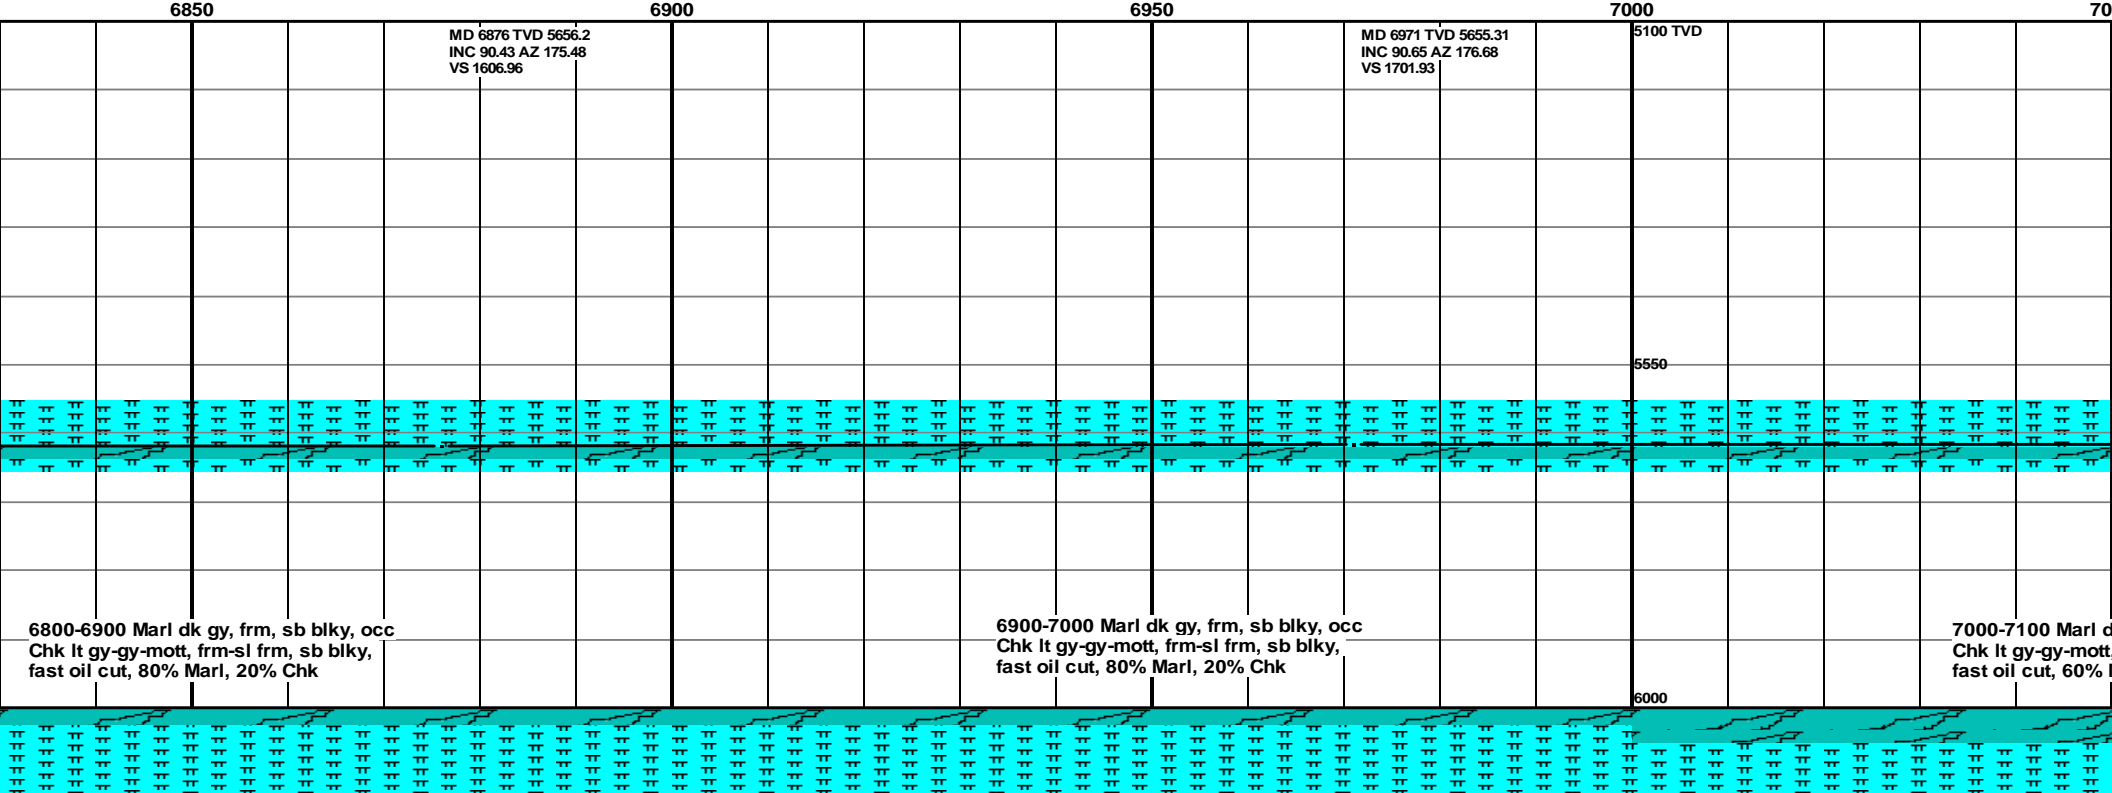 6850 6900 6950 7000 70
MD 6876 TVD 5656.2
INC 90.43 AZ 175.48
VS 1606.96
MD 6971 TVD 5655.31
INC 90.65 AZ 176.68
VS 1701.93
5100 TVD
5550
6800-6900 Marl dk gy, frm, sb blky, occ
Chk lt gy-gy-mott, frm-sl frm, sb blky,
fast oil cut, 80% Marl, 20% Chk
6900-7000 Marl dk gy, frm, sb blky, occ
Chk lt gy-gy-mott, frm-sl frm, sb blky,
fast oil cut, 80% Marl, 20% Chk
7000-7100 Marl d
Chk lt gy-gy-mott,
fast oil cut, 60%
6000